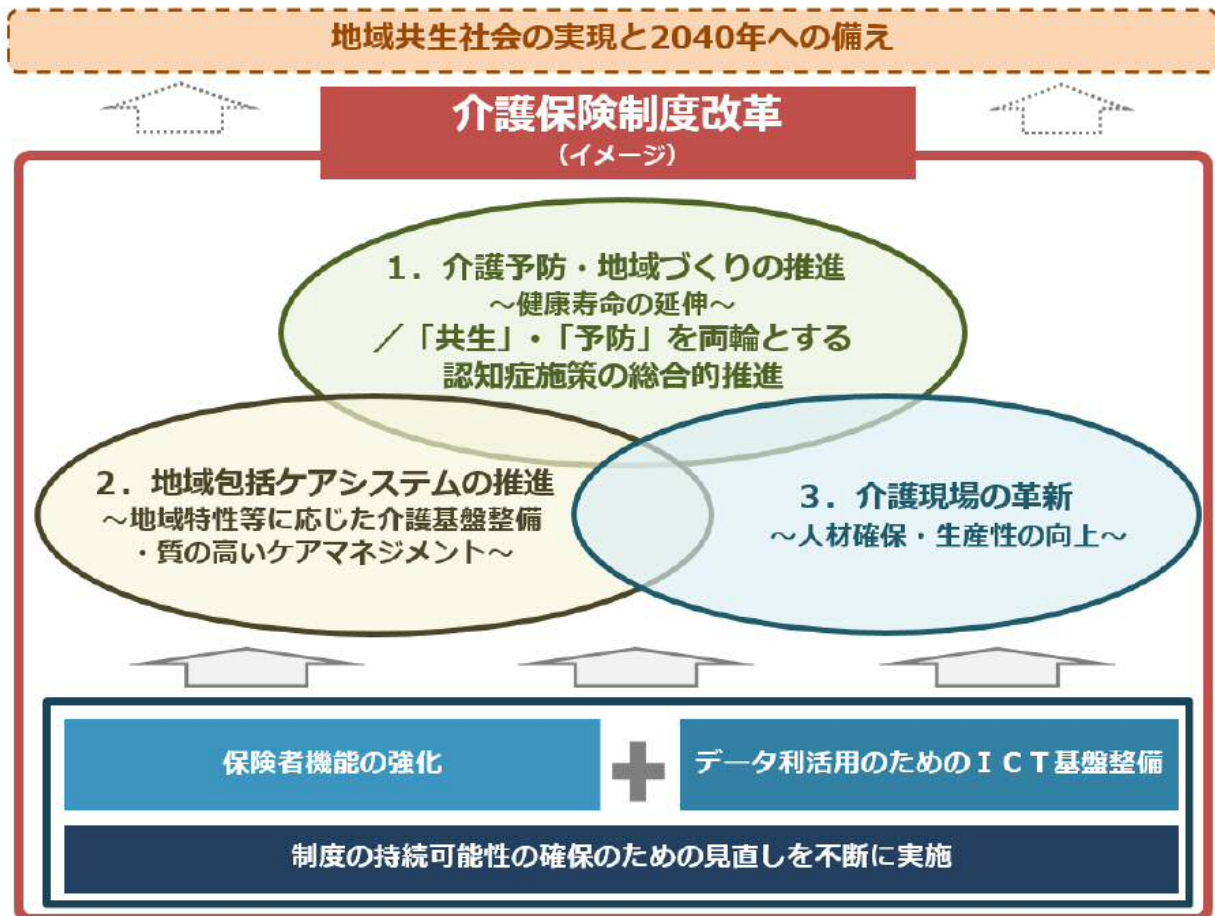 地域共生社会の実現と2040年への備え
介護保険制度改革
（イメージ）
１．介護予防・地域づくりの推進
～健康寿命の延伸～
／「共生」・「予防」を両輪とする
認知症施策の総合的推進
２．地域包括ケアシステムの推進
～地域特性等に応じた介護基盤整備
・質の高いケアマネジメント～
３．介護現場の革新
～人材確保・生産性の向上～
保険者機能の強化
データ利活用のためのＩＣＴ基盤整備
制度の持続可能性の確保のための見直しを不断に実施